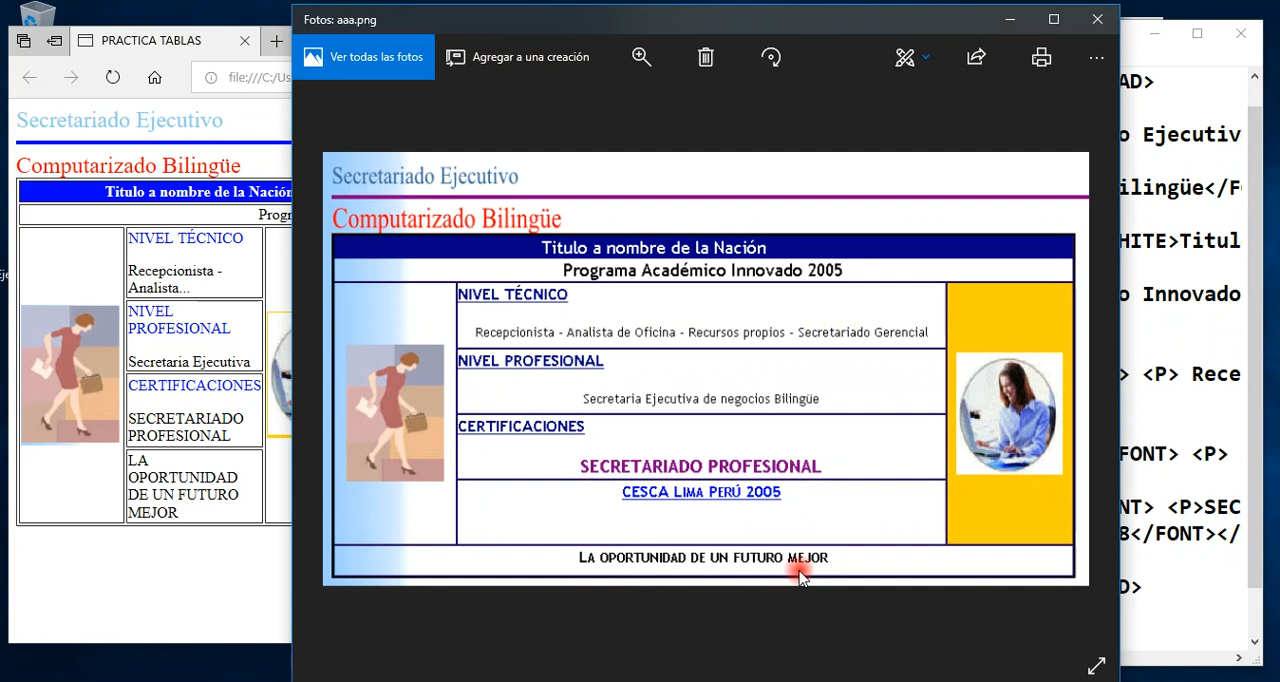 Fotos: aaa.png
PRACTICA TABLAS
Ver todas las fotos
Agregar a una creación
file:///C:/Us
Secretariado Ejecutivo
Computarizado Bilingüe
Titulo a nombre de la Nación
Progr
NIVEL TÉCNICO
Recepcionista -
Analista...
NIVEL
PROFESIONAL
Secretaria Ejecutiva
CERTIFICACIONES
SECRETARIADO
PROFESIONAL
LA
OPORTUNIDAD
DE UN FUTURO
MEJOR
Secretariado Ejecutivo
Computarizado Bilingüe
Titulo a nombre de la Nación
Programa Académico Innovado 2005
NIVEL TÉCNICO
Recepcionista - Analista de Oficina - Recursos propios - Secretariado Gerencial
NIVEL PROFESIONAL
Secretaria Ejecutiva de negocios Bilingüe
CERTIFICACIONES
SECRETARIADO PROFESIONAL
CESCA LIMA PERÚ 2005
LA OPORTUNIDAD DE UN FUTURO MEJOR
AD>
o Ejecutiv
ilingüe</F
HITE>Titul
o Innovado
> <P> Rece
FONT> <P>
NT> <P>SEC
8</FONT></
D>